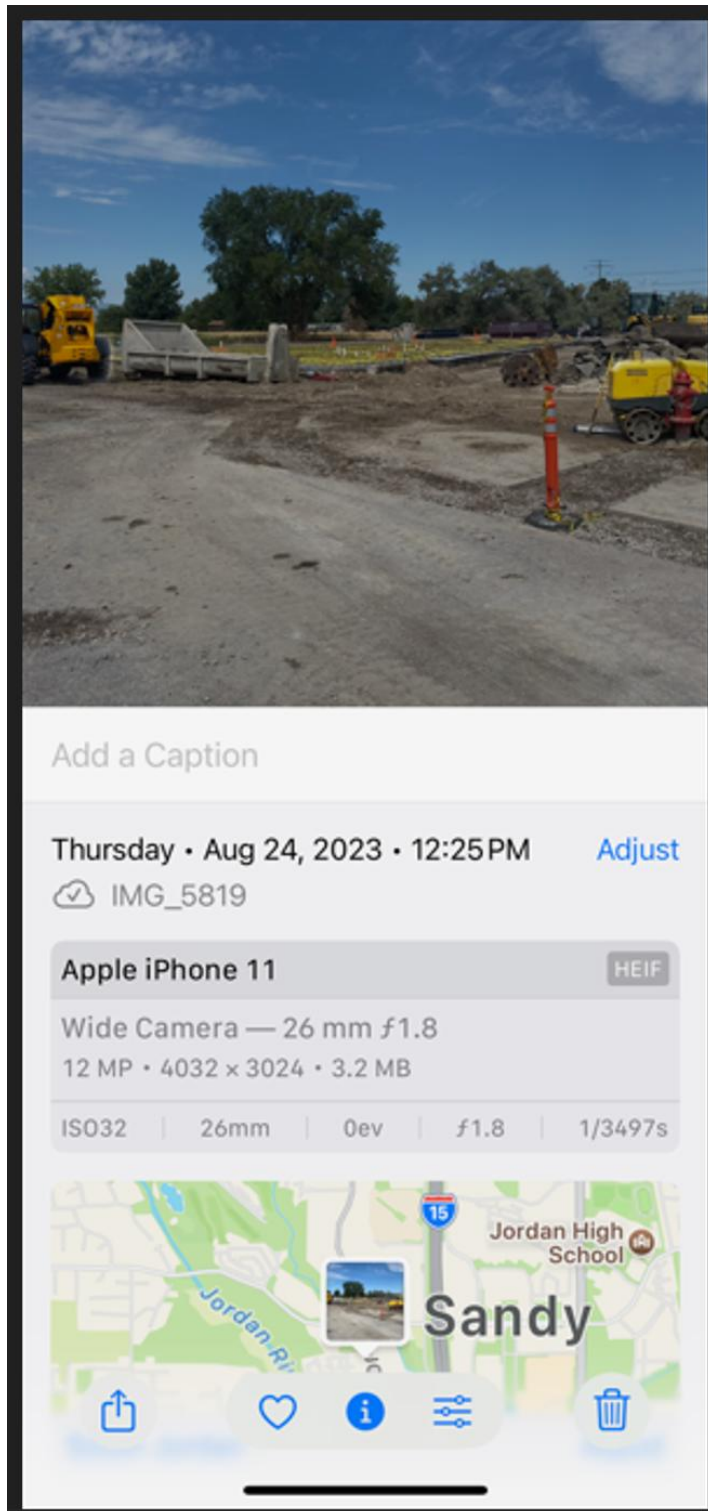 Add a Caption
Thursday • Aug 24, 2023 • 12:25 PM
Adjust
IMG_5819
Apple iPhone 11
HEIF
Wide Camera — 26 mm ƒ1.8
12 MP • 4032 × 3024 • 3.2 MB
ISO32 | 26mm | 0ev | ƒ1.8 | 1/3497s
15
Jordan High
School
Sandy